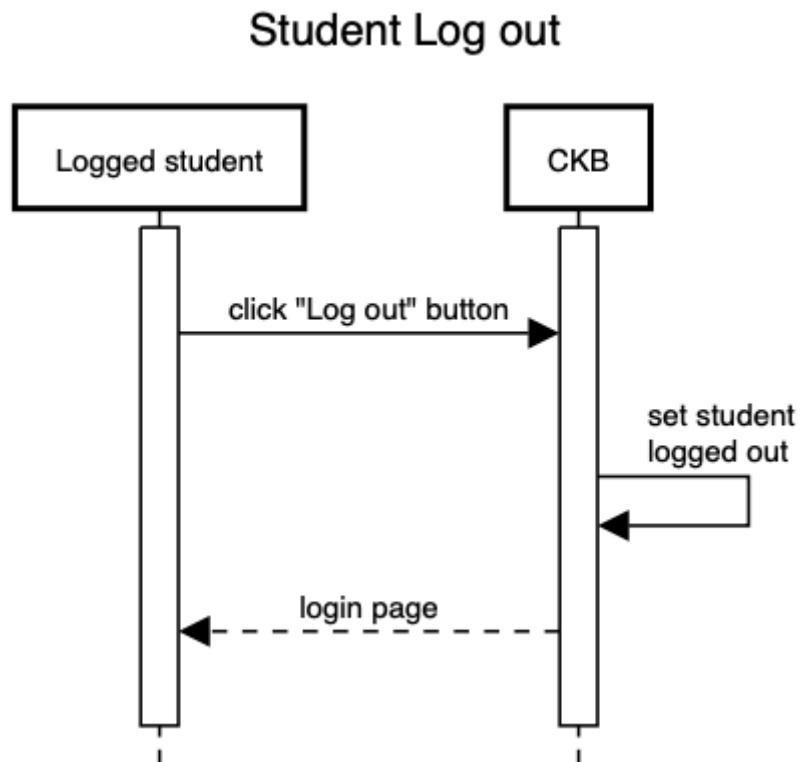 Student Log out
Logged student
CKB
click "Log out" button
set student
logged out
login page